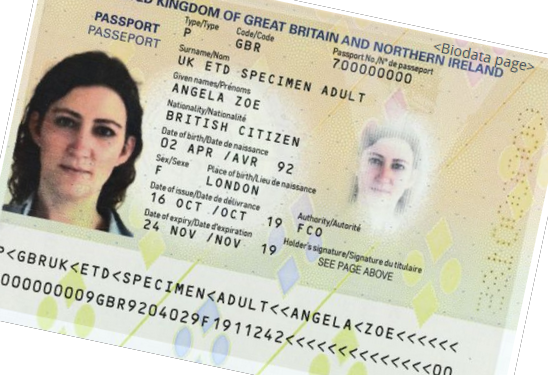 KINGDOM OF GREAT BRITAIN AND NORTHERN IRELAND
<Biodata page>
PASSPORT
PASSEPORT
Type/Type Code/Code Passport No./Nº de passeport
P GBR 700000000
Surname/Nom
UK ETD SPECIMEN ADULT
Given names/Prénoms
ANGELA ZOE
Nationality/Nationalité
BRITISH CITIZEN
Date of birth/Date de naissance
02 APR /AVR 92
Sex/Sexe Place of birth/Lieu de naissance
F LONDON
Date of issue/Date de délivrance Authority/Autorité
16 OCT /OCT 19 FCO
Date of expiry/Date d'expiration Holder's signature/Signature du titulaire
24 NOV /NOV 19 SEE PAGE ABOVE
P<GBRUK<ETD<SPECIMEN<ADULT<<ANGELA<ZOE<<<<<<
000000009GBR9204029F1911242<<<<<<<<<<<<<<00